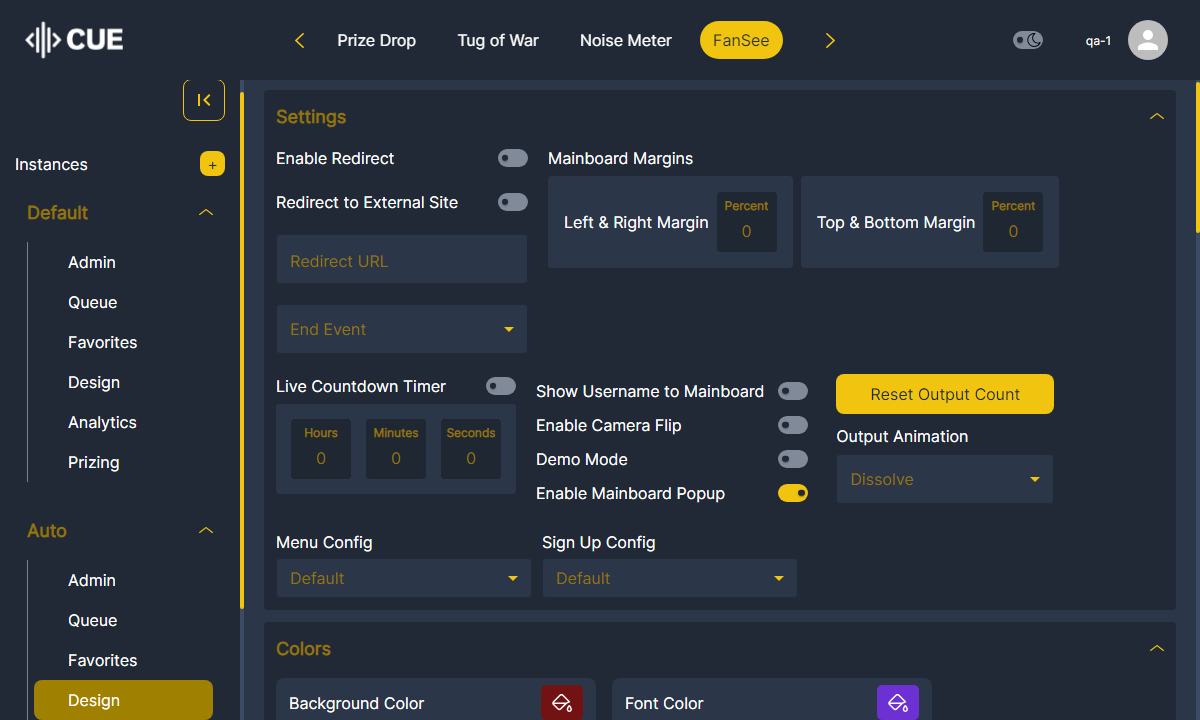 CUE
Prize Drop
Tug of War
Noise Meter
FanSee
qa-1
Instances
+
Default
Admin
Queue
Favorites
Design
Analytics
Prizing
Auto
Admin
Queue
Favorites
Design
Settings
Enable Redirect
Redirect to External Site
Redirect URL
End Event
Mainboard Margins
Left & Right Margin
Percent
0
Top & Bottom Margin
Percent
0
Live Countdown Timer
Hours
0
Minutes
0
Seconds
0
Show Username to Mainboard
Enable Camera Flip
Demo Mode
Enable Mainboard Popup
Reset Output Count
Output Animation
Dissolve
Menu Config
Default
Sign Up Config
Default
Colors
Background Color
Font Color